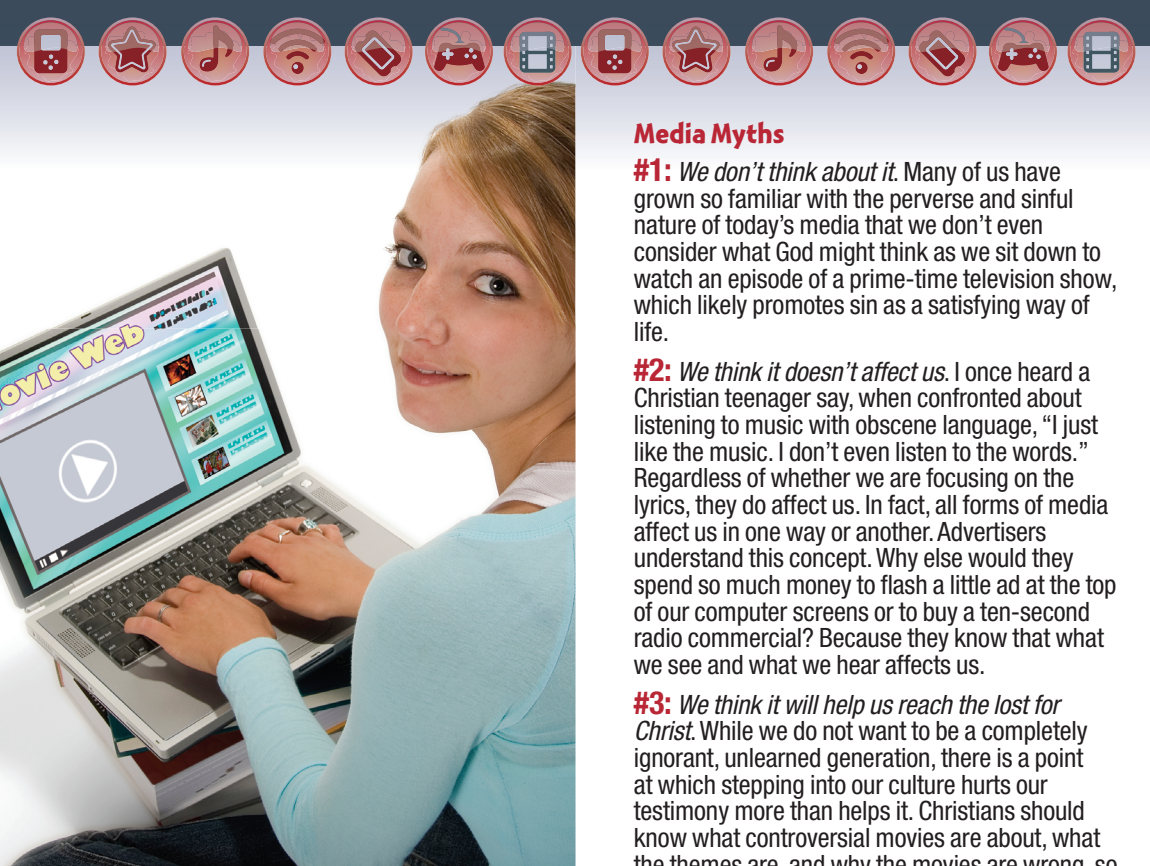 ovie Web
Media Myths
#1: We don't think about it. Many of us have
grown so familiar with the perverse and sinful
nature of today's media that we don't even
consider what God might think as we sit down to
watch an episode of a prime-time television show,
which likely promotes sin as a satisfying way of
life.
#2: We think it doesn't affect us. I once heard a
Christian teenager say, when confronted about
listening to music with obscene language, “I just
like the music. I don't even listen to the words.”
Regardless of whether we are focusing on the
lyrics, they do affect us. In fact, all forms of media
affect us in one way or another. Advertisers
understand this concept. Why else would they
spend so much money to flash a little ad at the top
of our computer screens or to buy a ten-second
radio commercial? Because they know that what
we see and what we hear affects us.
#3: We think it will help us reach the lost for
Christ. While we do not want to be a completely
ignorant, unlearned generation, there is a point
at which stepping into our culture hurts our
testimony more than helps it. Christians should
know what controversial movies are about, what
the themes are, and why the movies are wrong, so